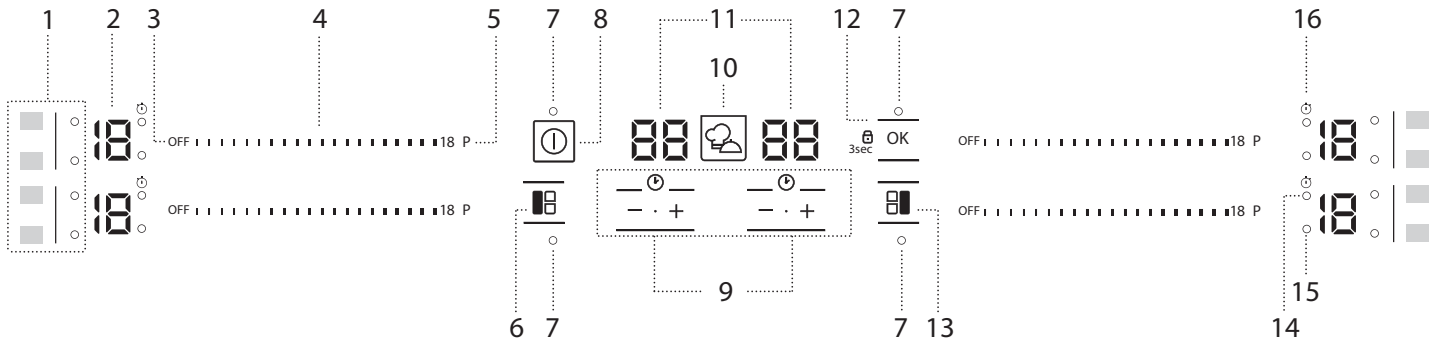 1 2 3 4 5 7 8 11 12 7 16
10
18 OFF 18 P 88 88 3sec OK OFF 18 P 18
18 OFF 18 P − · + − · + OFF 18 P 18
9
6 7 7 13 14 15